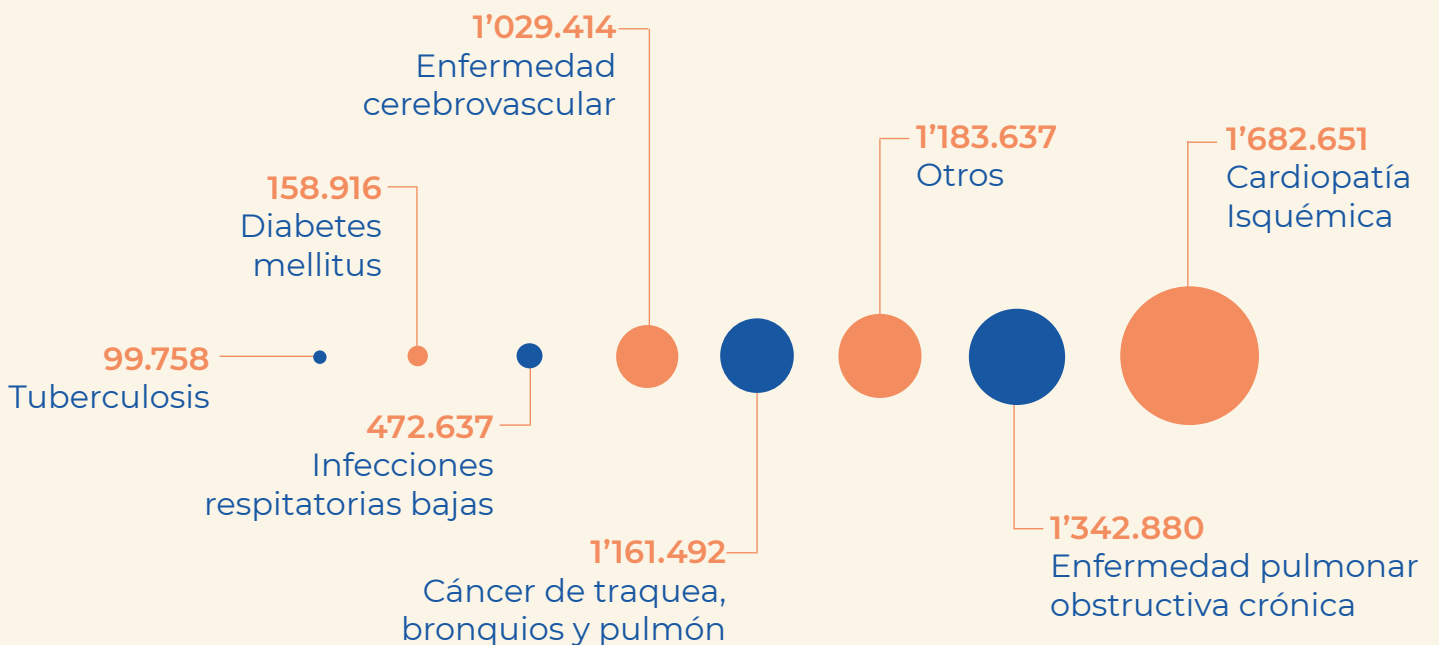 1’029.414
Enfermedad
cerebrovascular
1’183.637
Otros
1’682.651
Cardiopatía
Isquémica
158.916
Diabetes
mellitus
99.758
Tuberculosis
472.637
Infecciones
respitatorias bajas
1’161.492
Cáncer de traquea,
bronquios y pulmón
1’342.880
Enfermedad pulmonar
obstructiva crónica